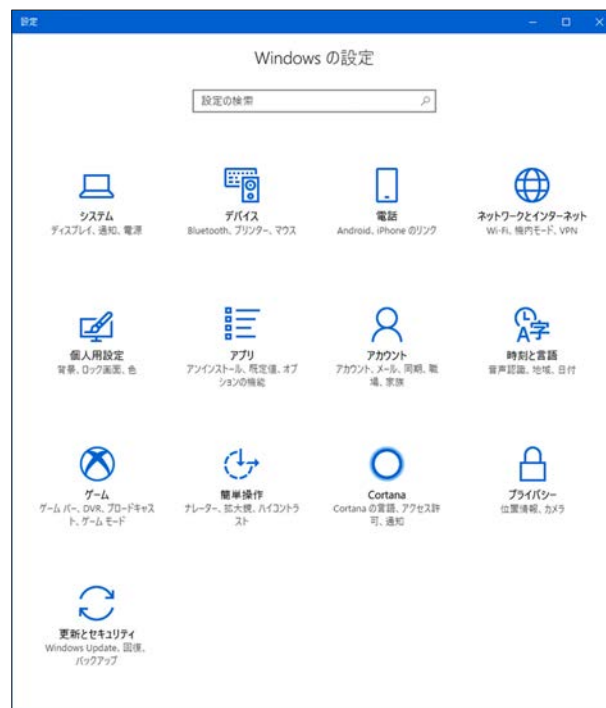 設定
Windows の設定
設定の検索
システム
ディスプレイ、通知、電源
デバイス
Bluetooth、プリンター、マウス
電話
Android、iPhone のリンク
ネットワークとインターネット
Wi-Fi、機内モード、VPN
個人用設定
背景、ロック画面、色
アプリ
アンインストール、既定値、オプ
ションの機能
アカウント
アカウント、メール、同期、職
場、家族
時刻と言語
音声認識、地域、日付
ゲーム
ゲーム バー、DVR、ブロードキャス
ト、ゲーム モード
簡単操作
ナレーター、拡大鏡、ハイコントラ
スト
Cortana
Cortana の言語、アクセス許
可、通知
プライバシー
位置情報、カメラ
更新とセキュリティ
Windows Update、回復、
バックアップ